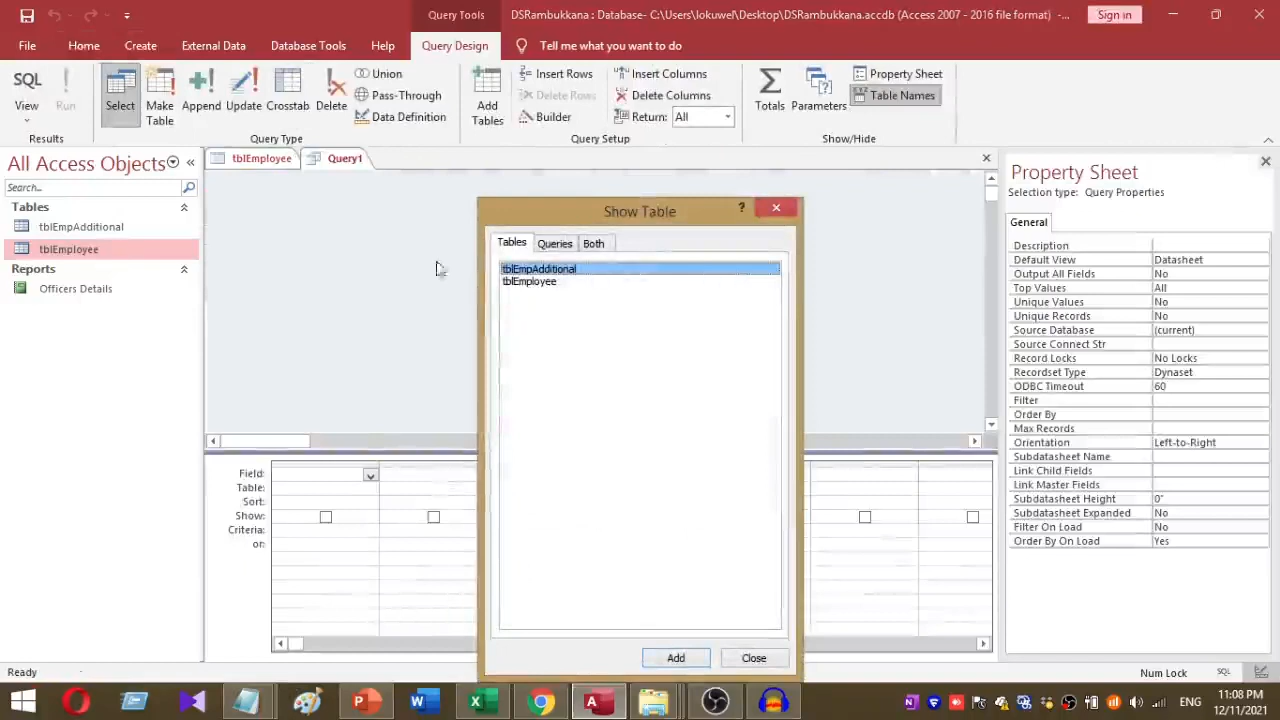 Query Tools
DSRambukkana : Database- C:\Users\lokuwel\Desktop\DSRambukkana.accdb (Access 2007 - 2016 file format) -...
Sign in
File
Home
Create
External Data
Database Tools
Help
Query Design
Tell me what you want to do
SQL
View
Run
Select
Make Table
Append
Update
Crosstab
Delete
Union
Pass-Through
Data Definition
Add Tables
Insert Rows
Delete Rows
Builder
Insert Columns
Delete Columns
Return: All
Totals
Parameters
Property Sheet
Table Names
Results
Query Type
Query Setup
Show/Hide
All Access Objects
Search...
Tables
tblEmpAdditional
tblEmployee
Reports
Officers Details
tblEmployee
Query1
Show Table
?
Tables
Queries
Both
tblEmpAdditional
tblEmployee
Add
Close
Field:
Table:
Sort:
Show:
Criteria:
or:
Property Sheet
Selection type: Query Properties
General
Description
Default View Datasheet
Output All Fields No
Top Values All
Unique Values No
Unique Records No
Source Database (current)
Source Connect Str
Record Locks No Locks
Recordset Type Dynaset
ODBC Timeout 60
Filter
Order By
Max Records
Orientation Left-to-Right
Subdatasheet Name
Link Child Fields
Link Master Fields
Subdatasheet Height 0"
Subdatasheet Expanded No
Filter On Load No
Order By On Load Yes
Ready
Num Lock
SQL
ENG
11:08 PM
12/11/2021